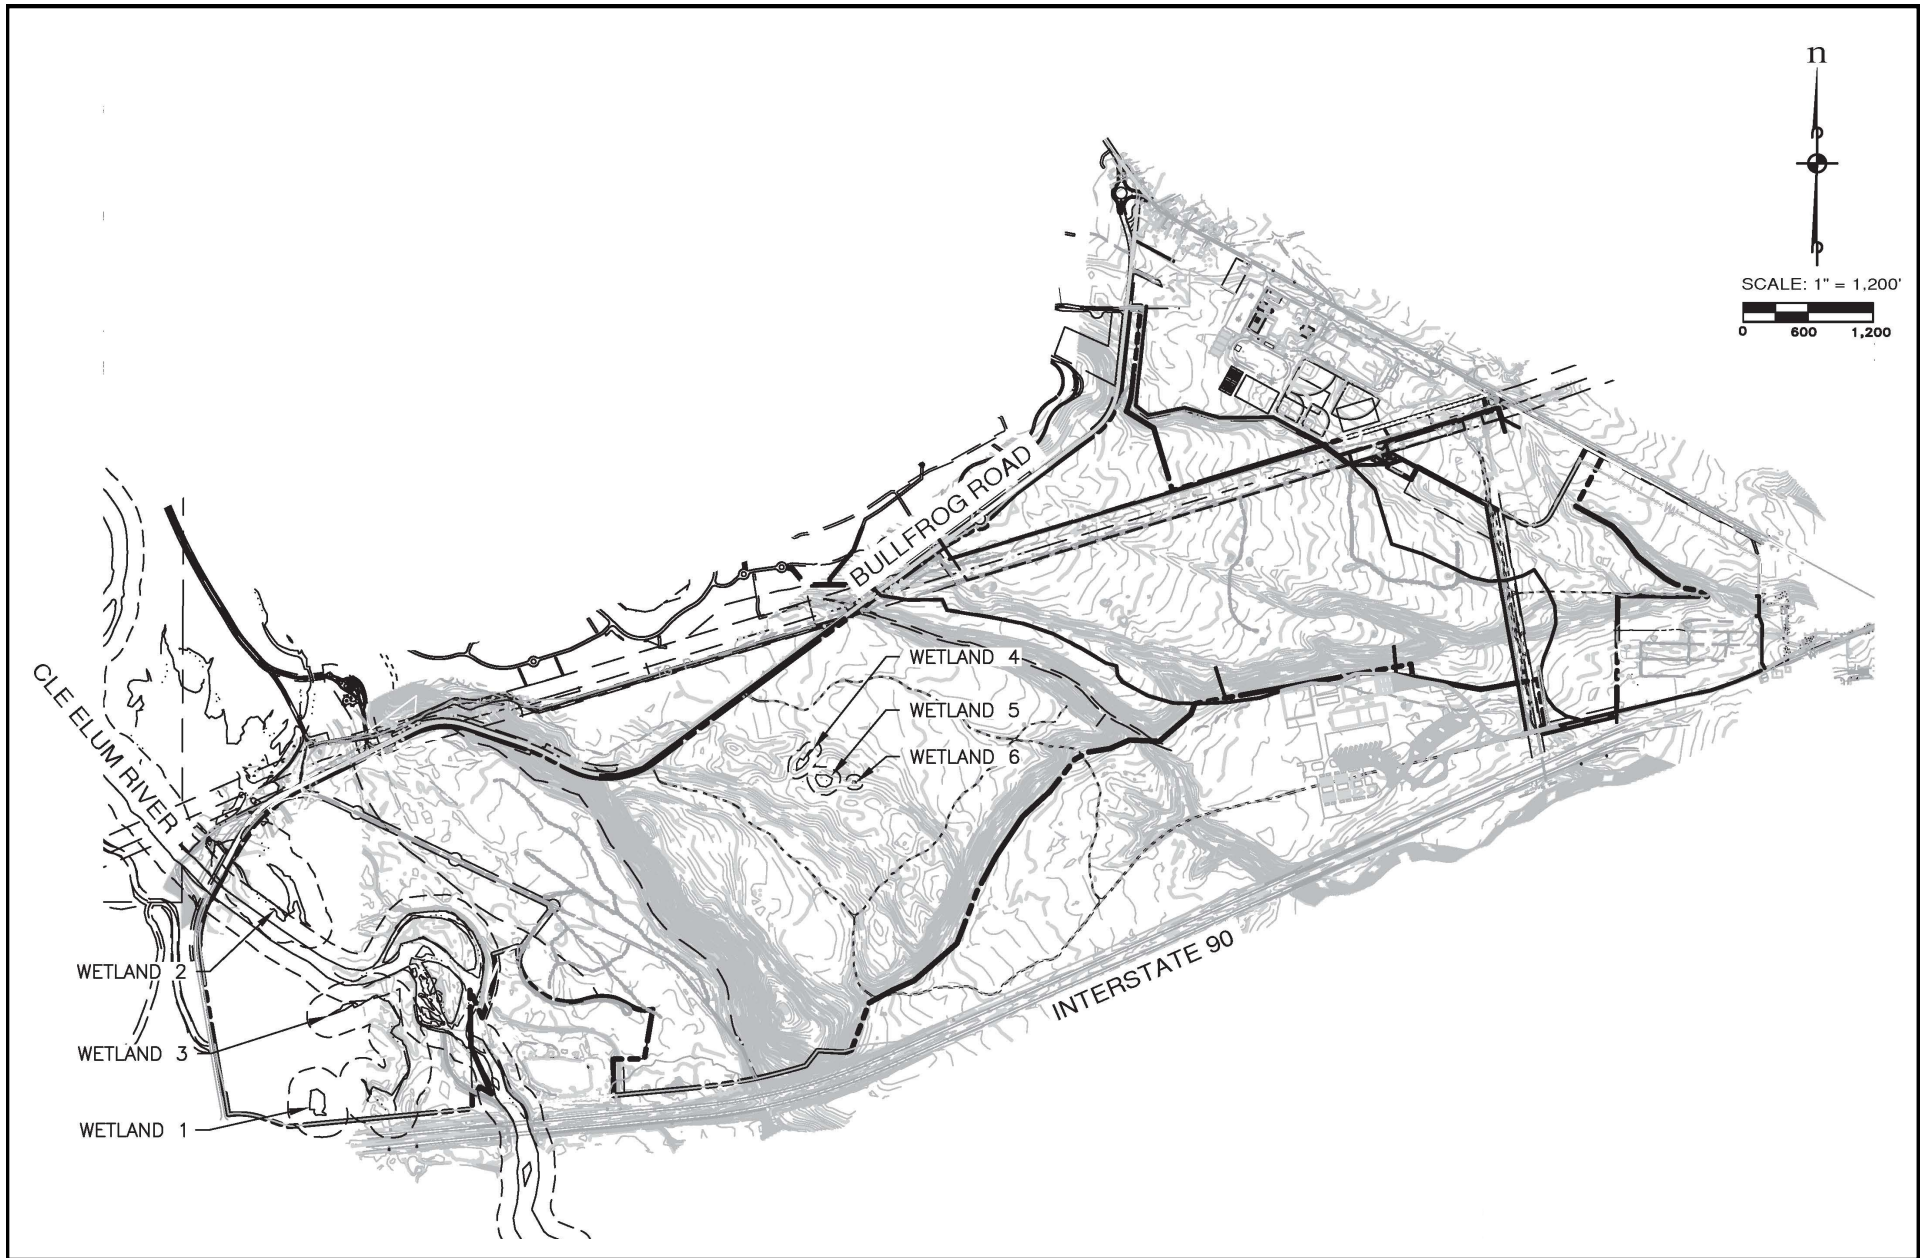 n
SCALE: 1" = 1,200'
0 600 1,200
BULLFROG ROAD
WETLAND 4
WETLAND 5
WETLAND 6
CLE ELUM RIVER
INTERSTATE 90
WETLAND 2
WETLAND 3
WETLAND 1